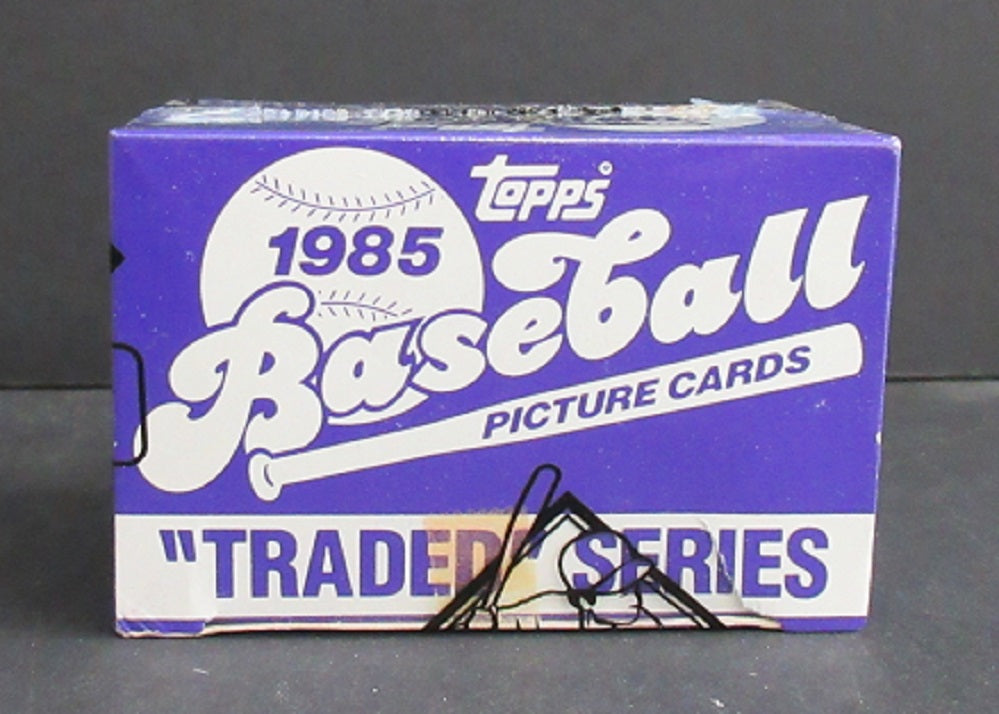 topps®
1985
Baseball
PICTURE CARDS
"TRADED" SERIES